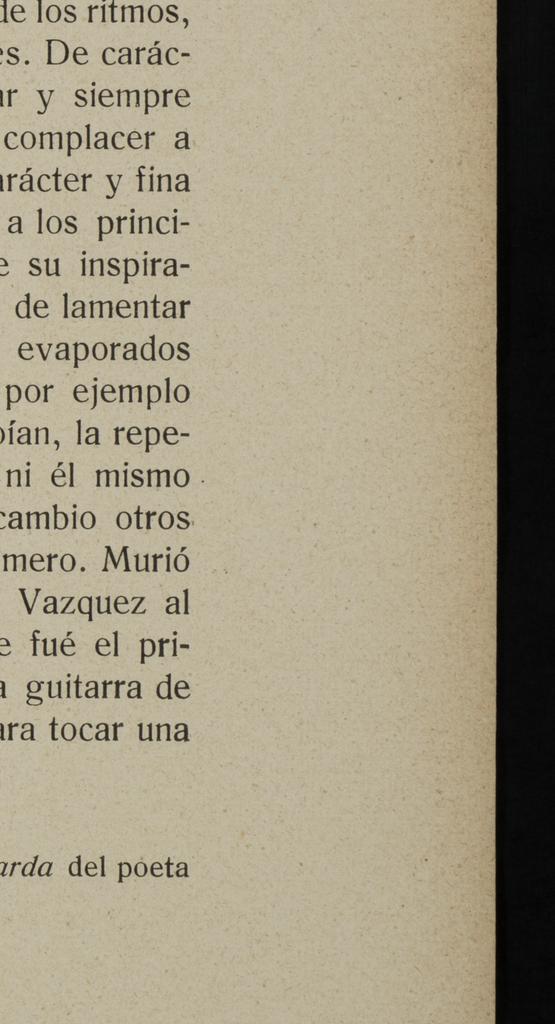 de los ritmos,
es. De carác-
ar y siempre
complacer a
arácter y fina
a los princi-
e su inspira-
de lamentar
evaporados
por ejemplo
bían, la repe-
ni él mismo
cambio otros
mero. Murió
Vazquez al
e fué el pri-
a guitarra de
ara tocar una
arda del poeta